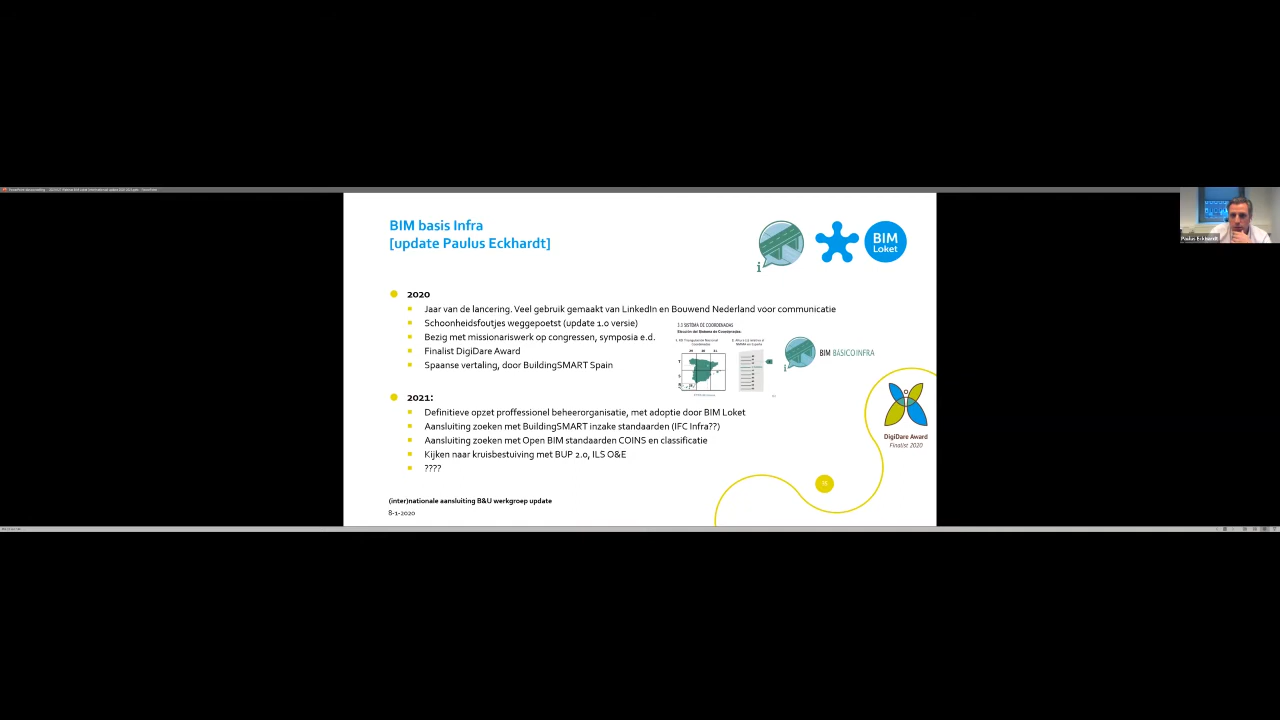 BIM basis Infra
[update Paulus Eckhardt]
i
BIM
Loket
Paulus Eckhardt
2020
Jaar van de lancering. Veel gebruik gemaakt van LinkedIn en Bouwend Nederland voor communicatie
Schoonheidsfoutjes weggepoetst (update 1.0 versie)
Bezig met missionariswerk op congressen, symposia e.d.
Finalist DigiDare Award
Spaanse vertaling, door BuildingSMART Spain
3.3 SISTEMA DE COORDENADAS
BIM BASICO INFRA
i
2021:
Definitieve opzet proffessioneel beheerorganisatie, met adoptie door BIM Loket
Aansluiting zoeken met BuildingSMART inzake standaarden (IFC Infra??)
Aansluiting zoeken met Open BIM standaarden COINS en classificatie
Kijken naar kruisbestuiving met BUP 2.0, ILS O&E
????
DigiDare Award
Finalist 2020
(inter)nationale aansluiting B&U werkgroep update
8-1-2020